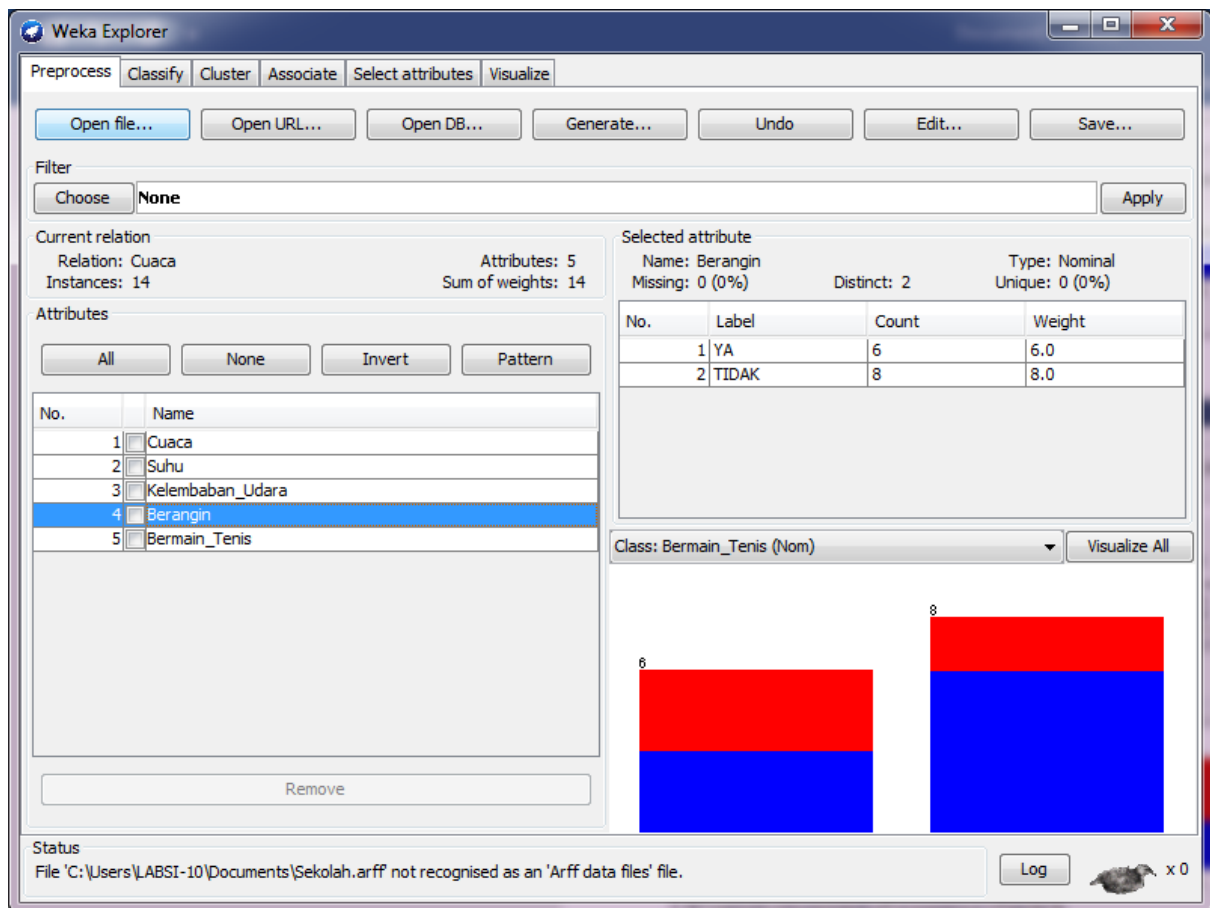 Weka Explorer
Preprocess Classify Cluster Associate Select attributes Visualize
Open file... Open URL... Open DB... Generate... Undo Edit... Save...
Filter
Choose None Apply
Current relation
Relation: Cuaca Attributes: 5
Instances: 14 Sum of weights: 14
Attributes
All None Invert Pattern
No. Name
1 Cuaca
2 Suhu
3 Kelembaban_Udara
4 Berangin
5 Bermain_Tenis
Remove
Selected attribute
Name: Berangin Type: Nominal
Missing: 0 (0%) Distinct: 2 Unique: 0 (0%)
No. Label Count Weight
1 YA 6 6.0
2 TIDAK 8 8.0
Class: Bermain_Tenis (Nom) Visualize All
6
8
Status
File 'C:\Users\LABSI-10\Documents\Sekolah.arff' not recognised as an 'Arff data files' file.
Log x 0